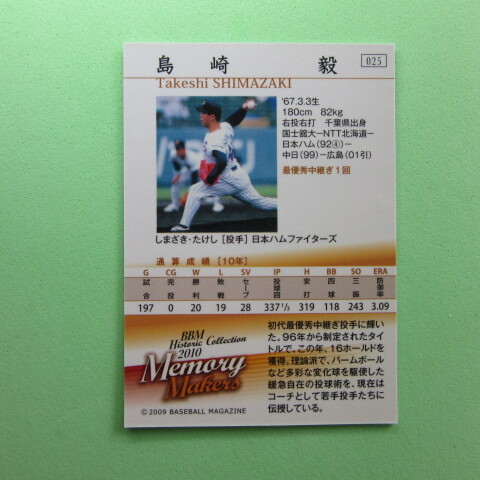 島崎 毅
025
Takeshi SHIMAZAKI
'67.3.3生
180cm 82kg
右投右打 千葉県出身
国士舘大ーNTT北海道ー
日本ハム(92④)ー
中日(99)ー広島(01引)
最優秀中継ぎ1回
しまざき・たけし [投手] 日本ハムファイターズ
通算成績 [10年]
G CG W L SV IP H BB SO ERA
試合 完投 勝利 敗戦 セーブ 投球回 安打 四球 三振 防御率
197 0 20 19 28 337 1/3 319 118 243 3.09
BBM
Historic Collection
2010
Memory
Makers
©2009 BASEBALL MAGAZINE
初代最優秀中継ぎ投手に輝い
た。96年から制定されたタイ
トルで、この年、16ホールドを
獲得。理論派で、パームボール
など多彩な変化球を駆使した
緩急自在の投球術を、現在は
コーチとして若手投手たちに
伝授している。